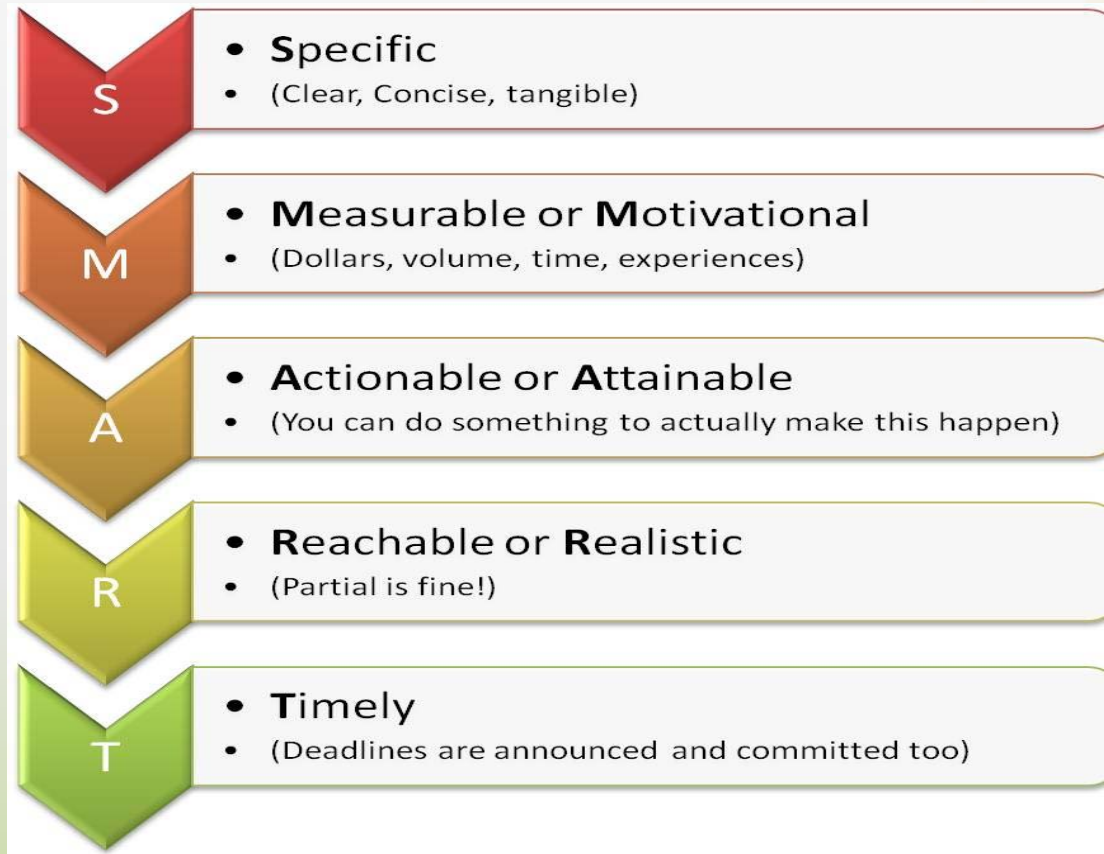 S
• Specific
• (Clear, Concise, tangible)
M
• Measurable or Motivational
• (Dollars, volume, time, experiences)
A
• Actionable or Attainable
• (You can do something to actually make this happen)
R
• Reachable or Realistic
• (Partial is fine!)
T
• Timely
• (Deadlines are announced and committed too)